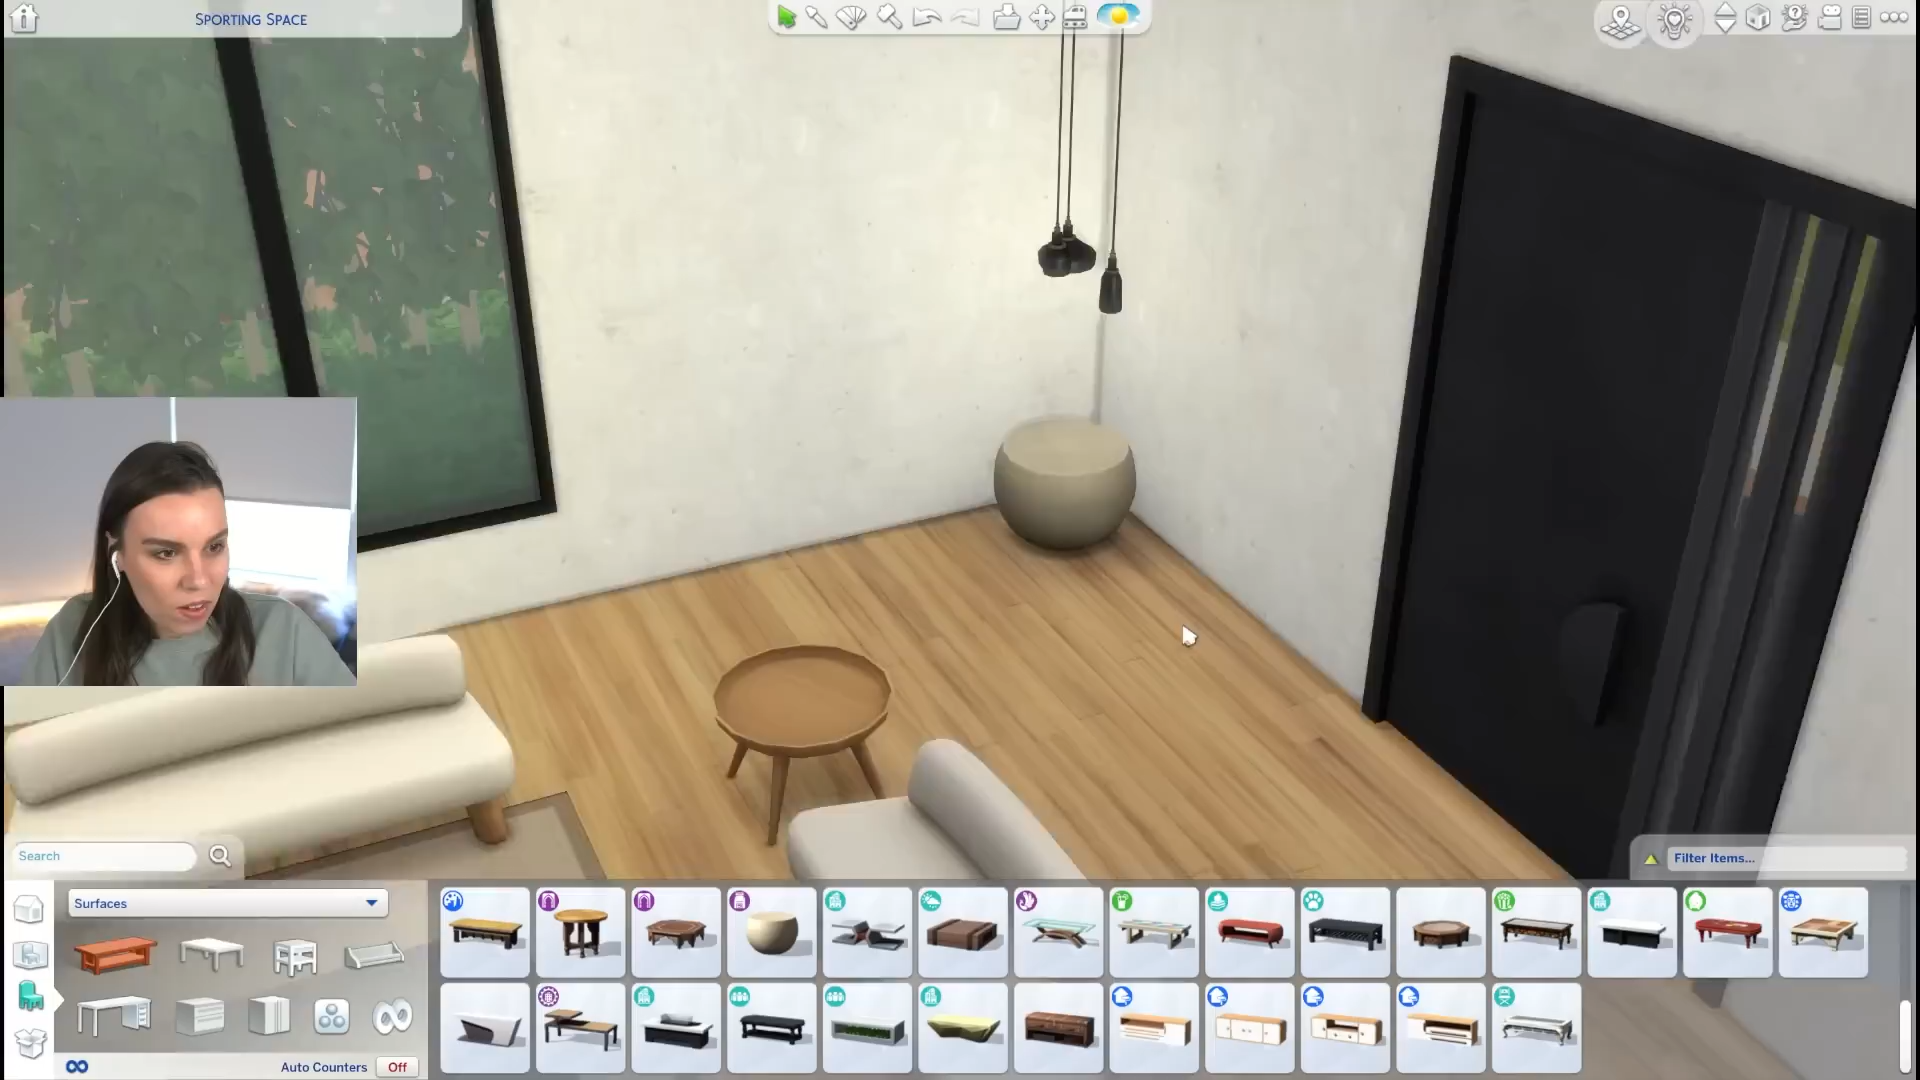 SPORTING SPACE
Search
Filter Items...
Surfaces
Auto Counters
Off